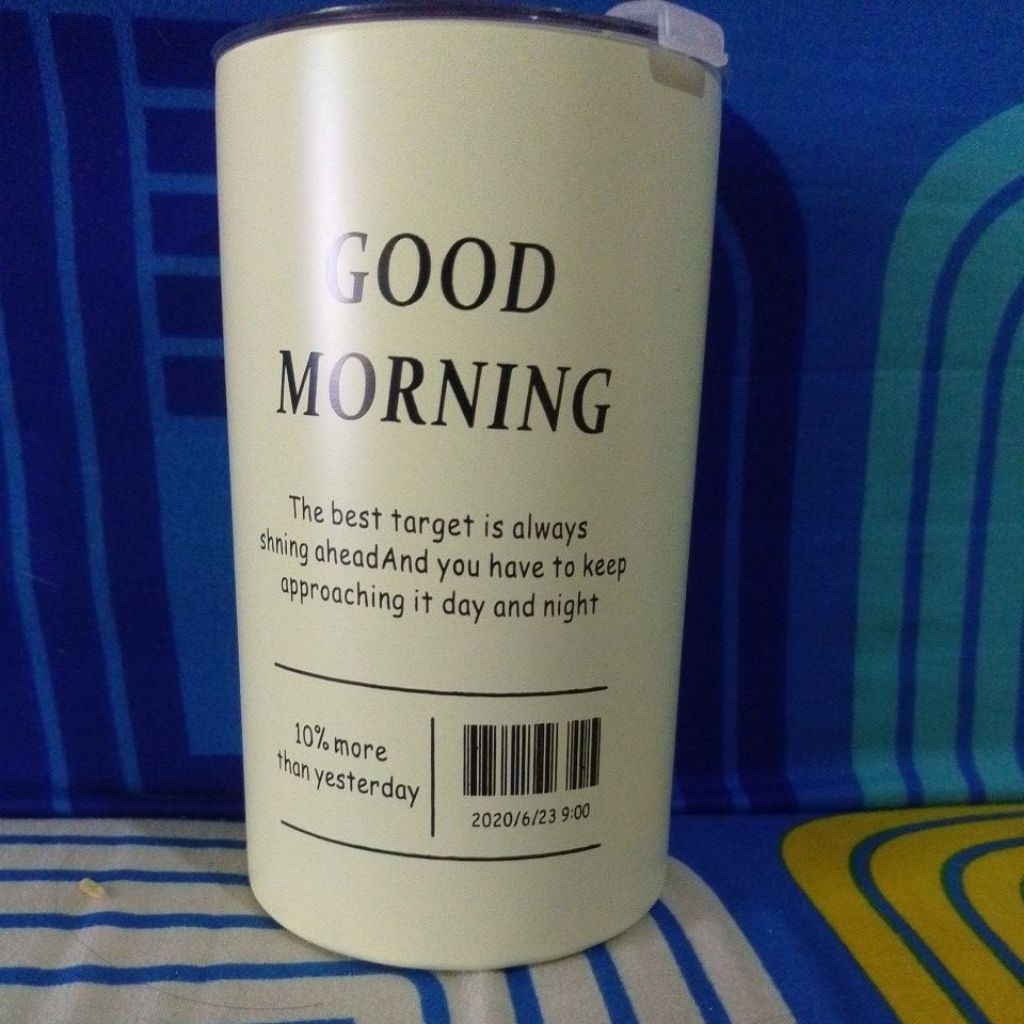 GOOD
MORNING
The best target is always
shning aheadAnd you have to keep
approaching it day and night
10% more
than yesterday
2020/6/23 9:00